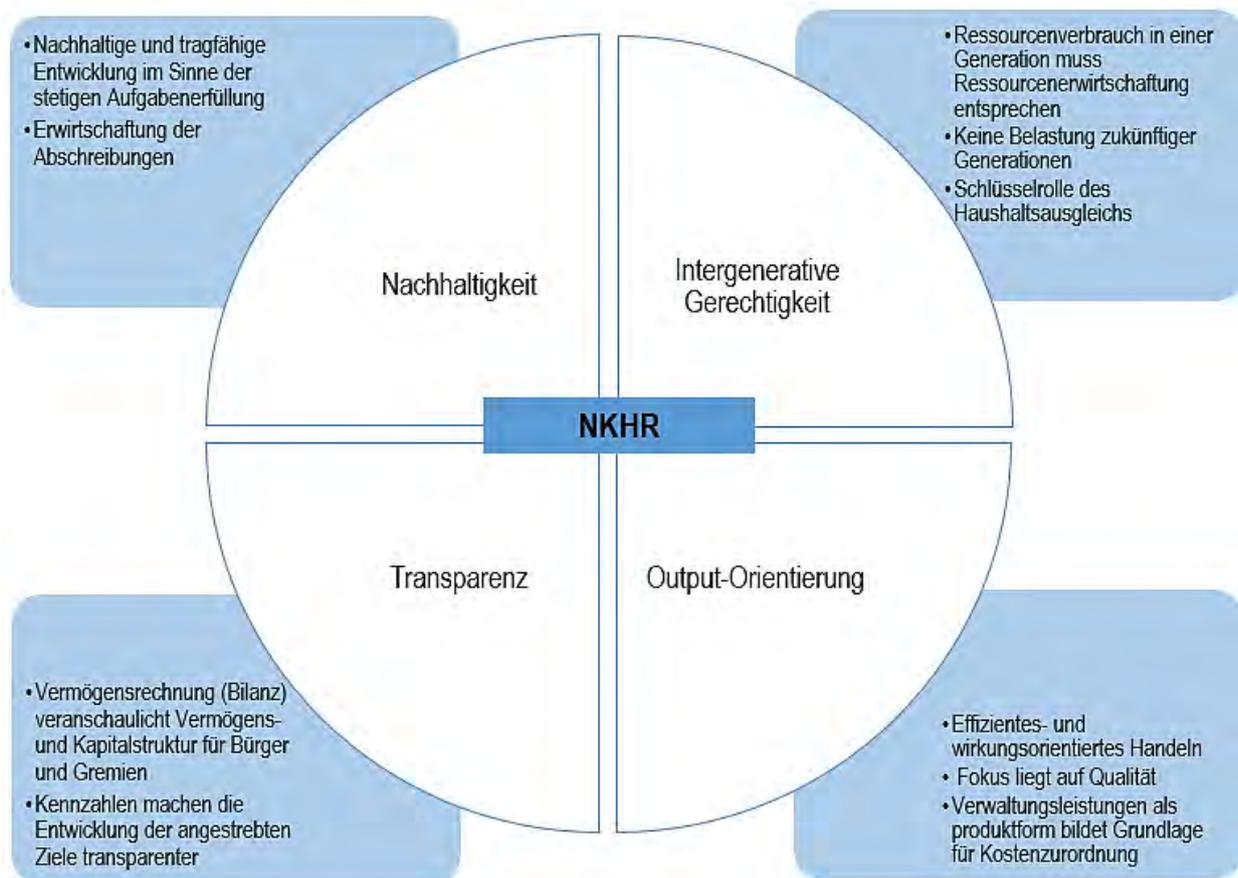 •Nachhaltige und tragfähige
Entwicklung im Sinne der
stetigen Aufgabenerfüllung
•Erwirtschaftung der
Abschreibungen
•Ressourcenverbrauch in einer
Generation muss
Ressourcenerwirtschaftung
entsprechen
•Keine Belastung zukünftiger
Generationen
•Schlüsselrolle des
Haushaltsausgleichs
Nachhaltigkeit
Intergenerative
Gerechtigkeit
NKHR
Transparenz
Output-Orientierung
•Vermögensrechnung (Bilanz)
veranschaulicht Vermögens-
und Kapitalstruktur für Bürger
und Gremien
•Kennzahlen machen die
Entwicklung der angestrebten
Ziele transparenter
•Effizientes- und
wirkungsorientiertes Handeln
• Fokus liegt auf Qualität
•Verwaltungsleistungen als
produktform bildet Grundlage
für Kostenzurordnung